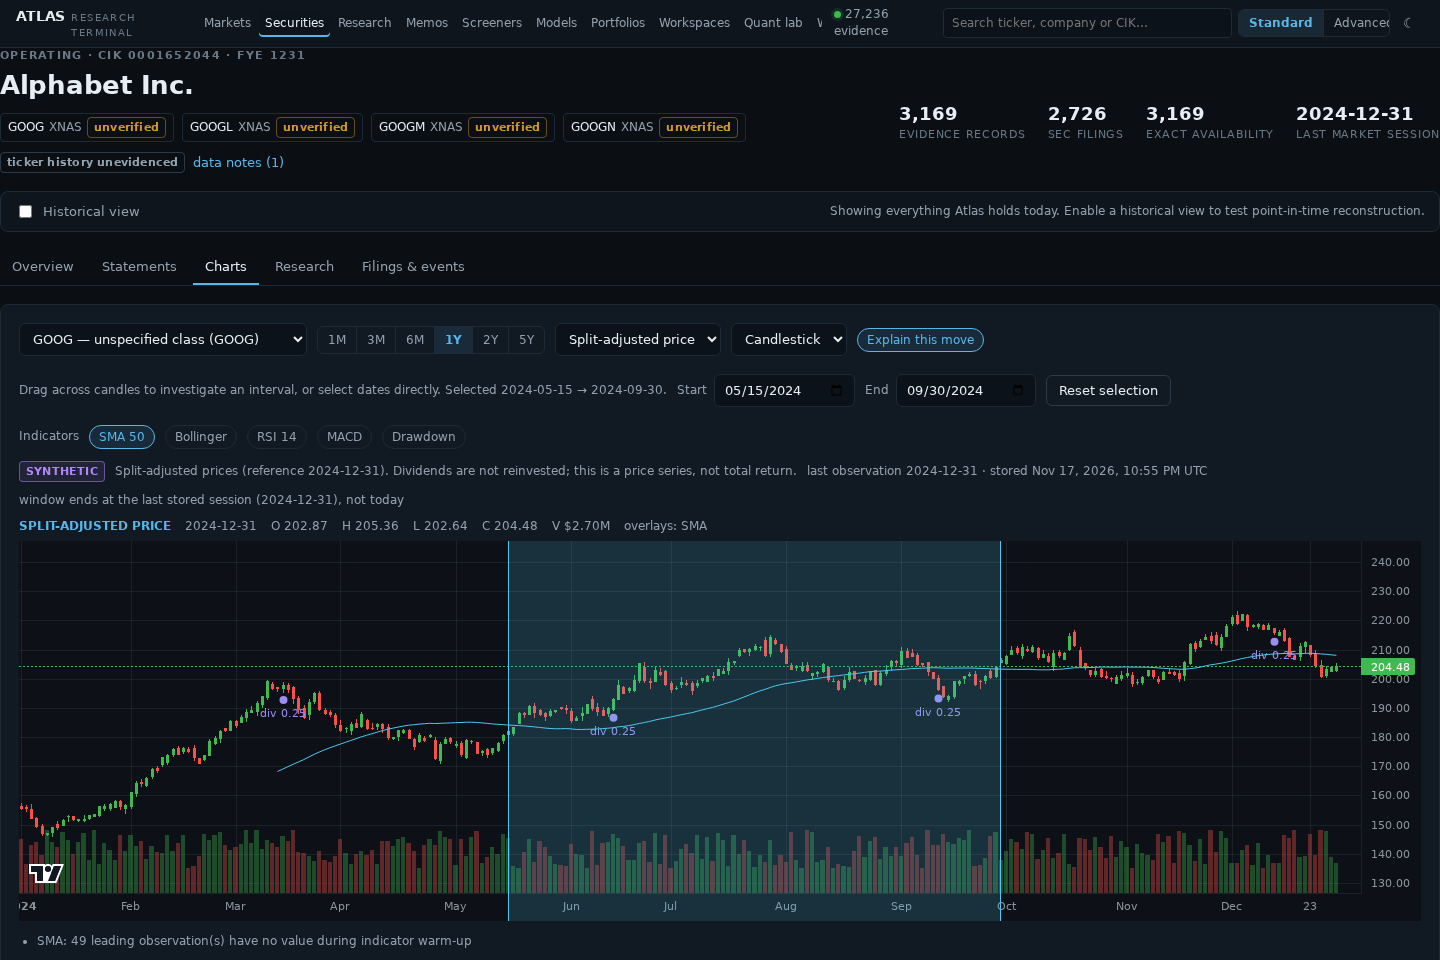 ATLAS RESEARCH TERMINAL
Markets Securities Research Memos Screeners Models Portfolios Workspaces Quant lab
27,236 evidence
Search ticker, company or CIK…
Standard Advanced
OPERATING · CIK 0001652044 · FYE 1231
Alphabet Inc.
GOOG XNAS unverified GOOGL XNAS unverified GOOGM XNAS unverified GOOGN XNAS unverified
ticker history unevidenced data notes (1)
3,169 2,726 3,169 2024-12-31
EVIDENCE RECORDS SEC FILINGS EXACT AVAILABILITY LAST MARKET SESSION
Historical view
Showing everything Atlas holds today. Enable a historical view to test point-in-time reconstruction.
Overview Statements Charts Research Filings & events
GOOG — unspecified class (GOOG) 1M 3M 6M 1Y 2Y 5Y Split-adjusted price Candlestick Explain this move
Drag across candles to investigate an interval, or select dates directly. Selected 2024-05-15 → 2024-09-30. Start 05/15/2024 End 09/30/2024 Reset selection
Indicators SMA 50 Bollinger RSI 14 MACD Drawdown
SYNTHETIC Split-adjusted prices (reference 2024-12-31). Dividends are not reinvested; this is a price series, not total return. last observation 2024-12-31 · stored Nov 17, 2026, 10:55 PM UTC
window ends at the last stored session (2024-12-31), not today
SPLIT-ADJUSTED PRICE 2024-12-31 O 202.87 H 205.36 L 202.64 C 204.48 V $2.70M overlays: SMA
240.00
230.00
220.00
210.00
204.48
200.00
190.00
180.00
170.00
160.00
150.00
140.00
130.00
div 0.25
div 0.25
div 0.25
div 0.25
024 Feb Mar Apr May Jun Jul Aug Sep Oct Nov Dec 23
• SMA: 49 leading observation(s) have no value during indicator warm-up